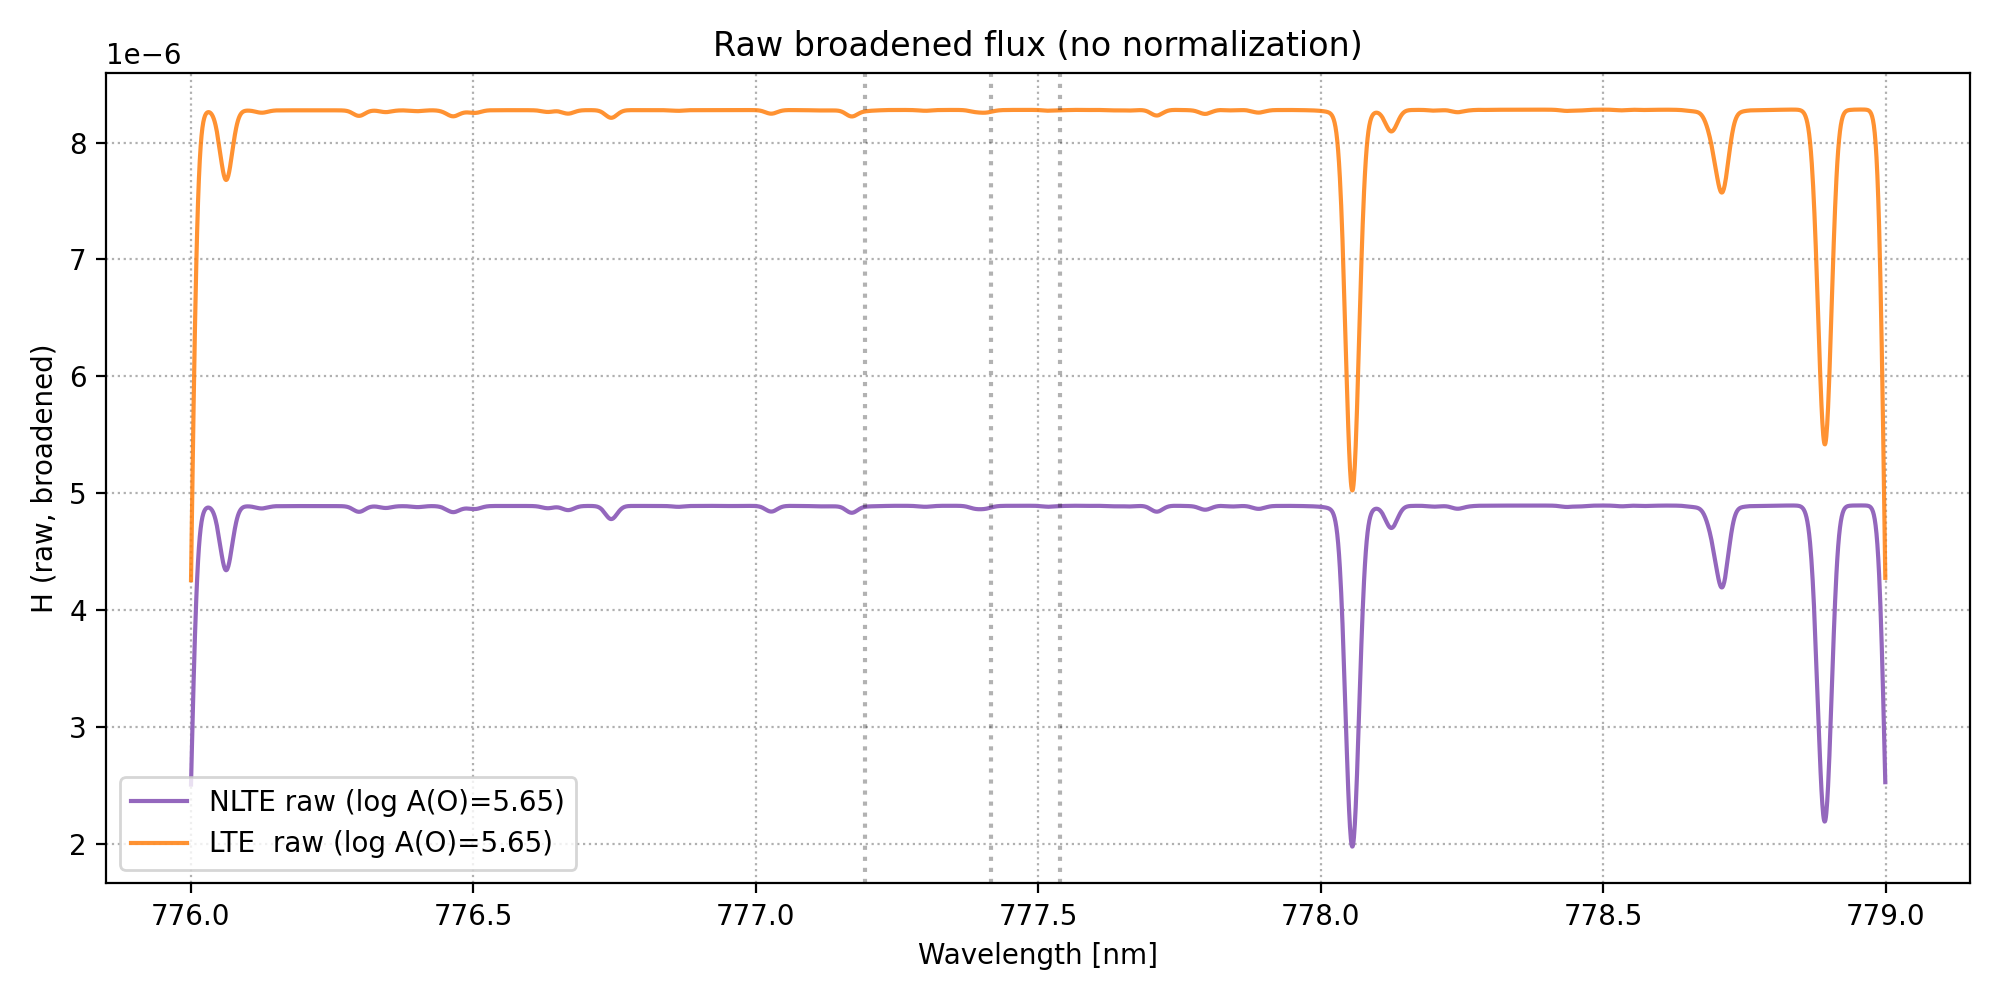 Raw broadened flux (no normalization)
1e−6
8
7
6
5
4
3
2
H (raw, broadened)
NLTE raw (log A(O)=5.65)
LTE  raw (log A(O)=5.65)
776.0 776.5 777.0 777.5 778.0 778.5 779.0
Wavelength [nm]